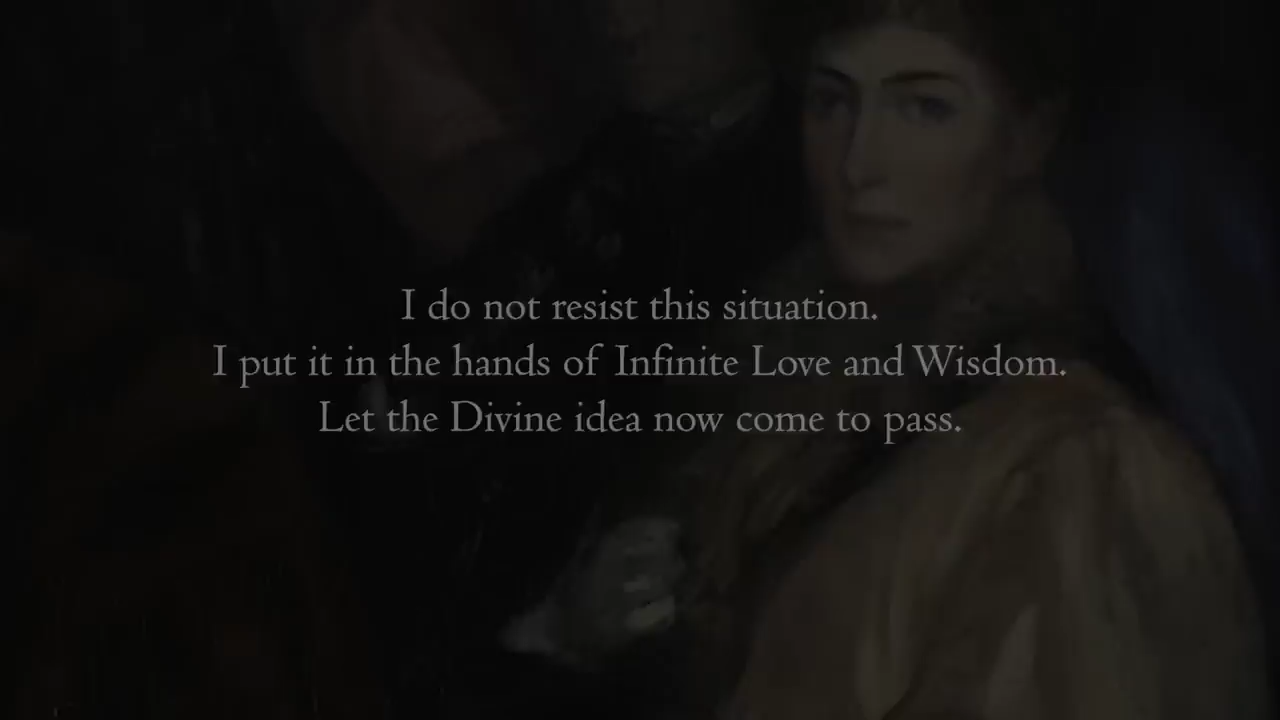 I do not resist this situation.
I put it in the hands of Infinite Love and Wisdom.
Let the Divine idea now come to pass.